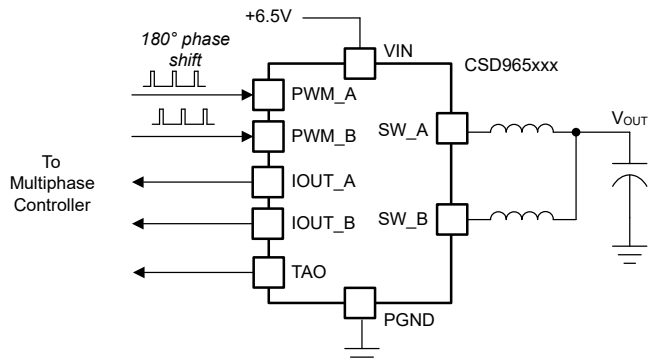 +6.5V
180° phase
shift
VIN
CSD965xxx
PWM_A
PWM_B
SW_A
VOUT
To
Multiphase
Controller
IOUT_A
IOUT_B
SW_B
TAO
PGND